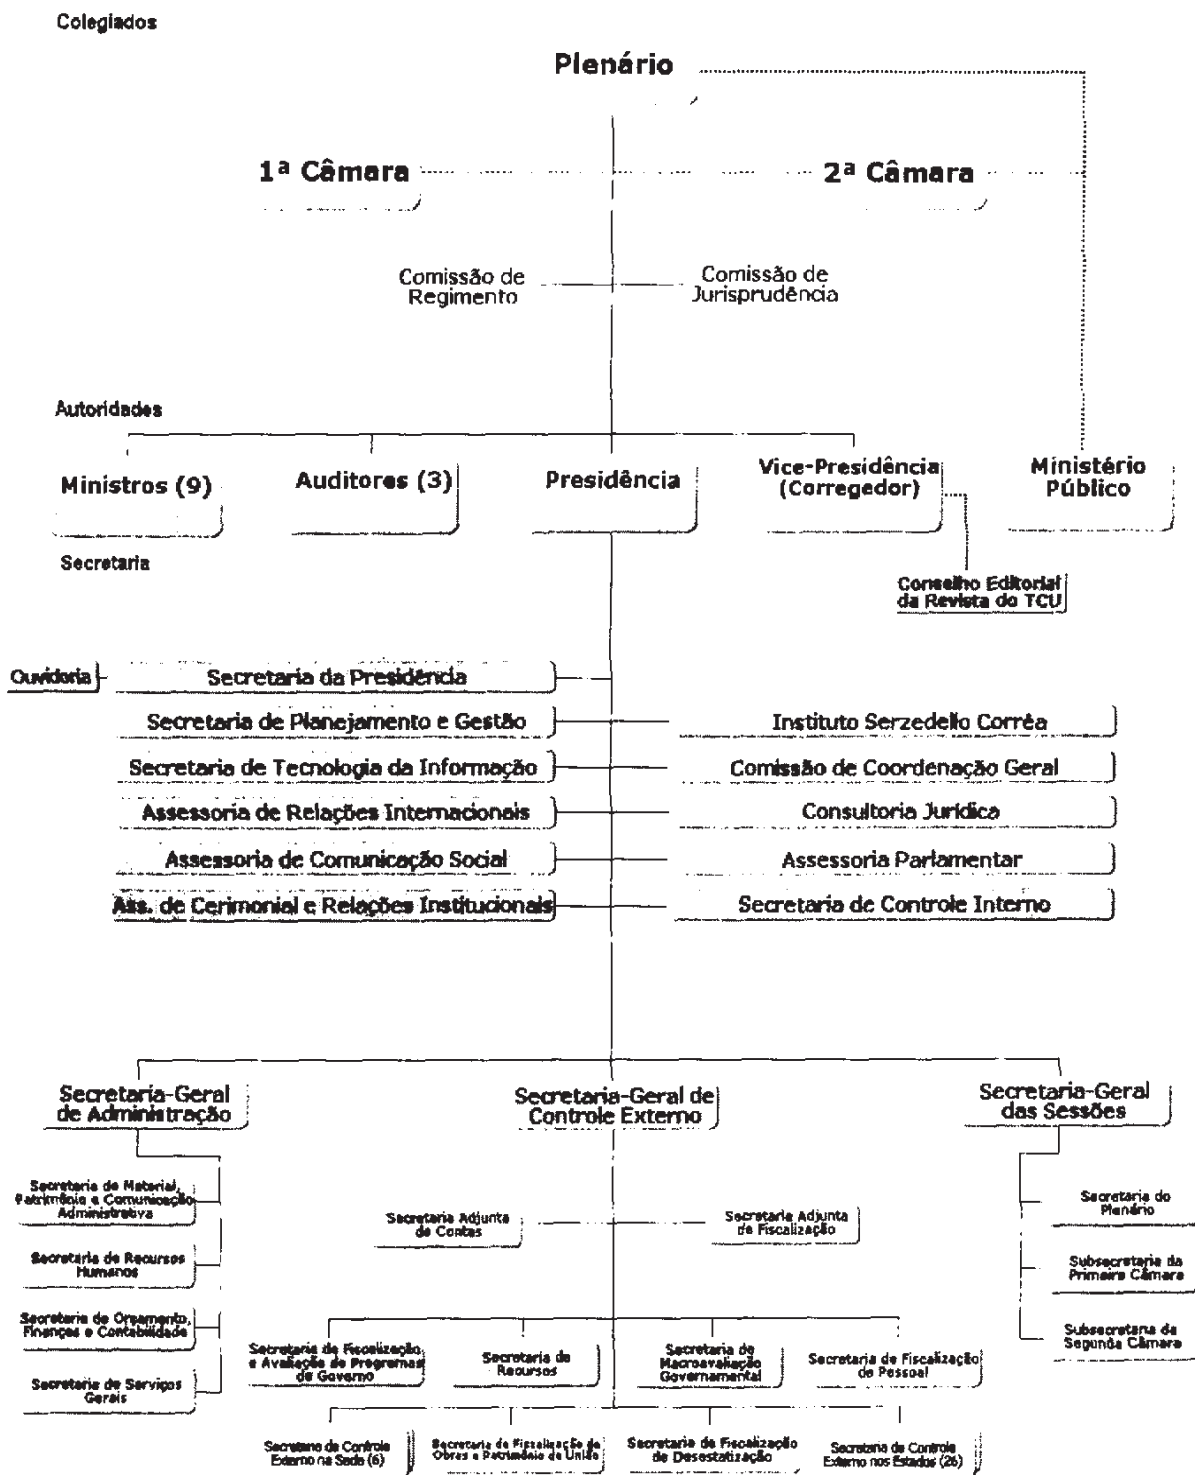 Colegiados
Plenário
1ª Câmara
2ª Câmara
Comissão de
Regimento
Comissão de
Jurisprudência
Autoridades
Ministros (9)
Auditores (3)
Presidência
Vice-Presidência
(Corregedor)
Ministério
Público
Secretaria
Conselho Editorial
da Revista do TCU
Ouvidoria
Secretaria da Presidência
Secretaria de Planejamento e Gestão
Instituto Serzedello Corrêa
Secretaria de Tecnologia da Informação
Comissão de Coordenação Geral
Assessoria de Relações Internacionais
Consultoria Jurídica
Assessoria de Comunicação Social
Assessoria Parlamentar
Ass. de Cerimonial e Relações Institucionais
Secretaria de Controle Interno
Secretaria-Geral
de Administração
Secretaria-Geral de
Controle Externo
Secretaria-Geral
das Sessões
Secretaria de Material,
Patrimônio e Comunicação
Administrativa
Secretaria de Recursos
Humanos
Secretaria de Orçamento,
Finanças e Contabilidade
Secretaria de Serviços
Gerais
Secretaria Adjunta
de Contas
Secretaria Adjunta
de Fiscalização
Secretaria do
Plenário
Subsecretaria da
Primeira Câmara
Subsecretaria da
Segunda Câmara
Secretaria de Fiscalização
e Avaliação de Programas
de Governo
Secretaria de
Recursos
Secretaria de
Macroavaliação
Governamental
Secretaria de Fiscalização
de Pessoal
Secretaria de Controle
Externo na Sede (6)
Secretaria de Fiscalização de
Obras e Patrimônio da União
Secretaria de Fiscalização
de Desestatização
Secretaria de Controle
Externo nos Estados (26)